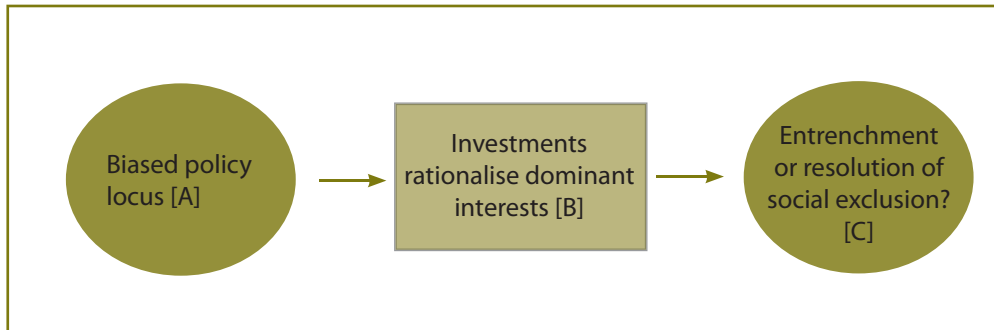 Biased policy
locus [A]
Investments
rationalise dominant
interests [B]
Entrenchment
or resolution of
social exclusion?
[C]